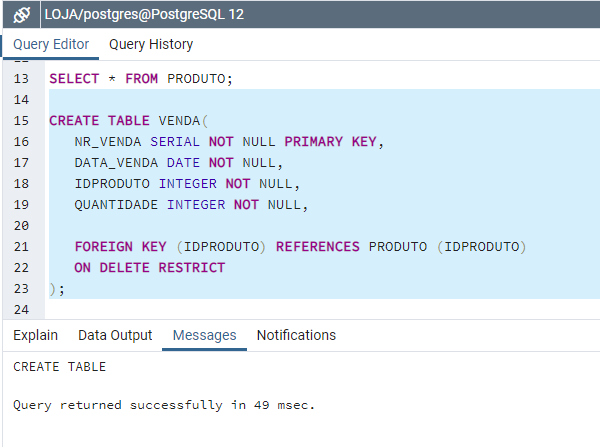 LOJA/postgres@PostgreSQL 12
Query Editor Query History
13 SELECT * FROM PRODUTO;
14
15 CREATE TABLE VENDA(
16 NR_VENDA SERIAL NOT NULL PRIMARY KEY,
17 DATA_VENDA DATE NOT NULL,
18 IDPRODUTO INTEGER NOT NULL,
19 QUANTIDADE INTEGER NOT NULL,
20
21 FOREIGN KEY (IDPRODUTO) REFERENCES PRODUTO (IDPRODUTO)
22 ON DELETE RESTRICT
23 );
24
Explain Data Output Messages Notifications
CREATE TABLE
Query returned successfully in 49 msec.